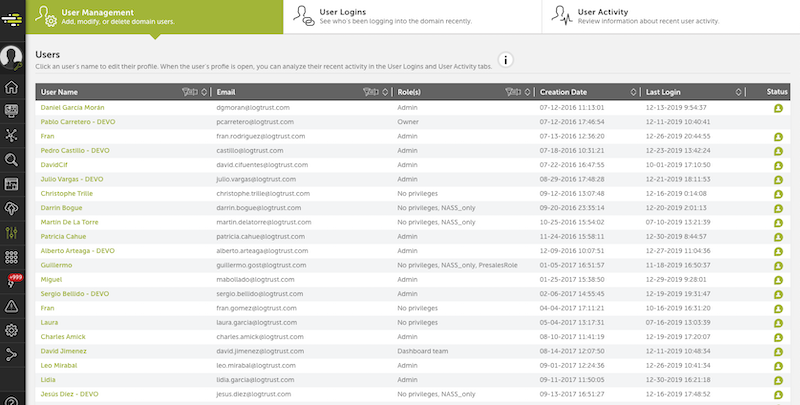 User Management
Add, modify, or delete domain users.
User Logins
See who's been logging into the domain recently.
User Activity
Review information about recent user activity.
Users
Click an user's name to edit their profile. When the user's profile is open, you can analyze their recent activity in the User Logins and User Activity tabs.
i
User Name Email Role(s) Creation Date Last Login Status
Daniel García Morán dgmoran@logtrust.com Admin 07-12-2016 11:13:01 12-13-2019 9:54:37
Pablo Carretero - DEVO pcarretero@logtrust.com Owner 07-12-2016 17:46:54 12-11-2019 10:40:41
Fran fran.rodriguez@logtrust.com Admin 07-13-2016 12:36:20 12-26-2019 20:44:55
Pedro Castillo - DEVO castillo@logtrust.com Admin 07-18-2016 10:31:21 12-23-2019 13:42:24
DavidCif david.cifuentes@logtrust.com Admin 07-22-2016 16:47:55 10-01-2019 17:10:50
Julio Vargas - DEVO julio.vargas@logtrust.com Admin 08-29-2016 17:48:28 12-21-2019 18:11:53
Christophe Trille christophe.trille@logtrust.com No privileges 09-12-2016 13:07:48 12-16-2019 0:14:08
Darrin Bogue darrin.bogue@logtrust.com No privileges, NASS_only 09-20-2016 23:35:14 12-20-2019 2:01:13
Martín De La Torre martin.delatorre@logtrust.com No privileges, NASS_only 10-25-2016 15:54:02 07-10-2019 13:21:39
Patricia Cahue patricia.cahue@logtrust.com Admin 11-24-2016 15:58:11 12-30-2019 8:44:57
Alberto Arteaga - DEVO alberto.arteaga@logtrust.com Admin 12-09-2016 10:07:51 12-27-2019 11:04:36
Guillermo guillermo.gost@logtrust.com No privileges, NASS_only, PresalesRole 01-05-2017 16:51:57 11-18-2019 16:50:37
Miguel mabollado@logtrust.com Admin 01-25-2017 15:38:50 12-29-2019 9:28:01
Sergio Bellido - DEVO sergio.bellido@logtrust.com Admin 02-06-2017 14:55:45 12-19-2019 19:31:47
Fran fran.gomez@logtrust.com No privileges 04-04-2017 17:11:21 10-16-2019 16:31:20
+999
Laura laura.garcia@logtrust.com No privileges 05-04-2017 13:17:31 07-16-2019 13:03:39
Charles Amick charles.amick@logtrust.com Admin 08-10-2017 11:41:19 12-19-2019 17:20:07
David Jimenez david.jimenez@logtrust.com Dashboard team 08-14-2017 12:07:50 12-11-2019 10:48:34
Leo Mirabal leo.mirabal@logtrust.com Admin 09-01-2017 12:24:36 12-26-2019 10:41:34
Lidia lidia.garcia@logtrust.com Admin 09-11-2017 11:50:05 12-30-2019 16:21:18
Jesus Diez - DEVO jesus.diez@logtrust.com No privileges, NASS_only 09-13-2017 16:51:27 12-16-2019 17:48:52